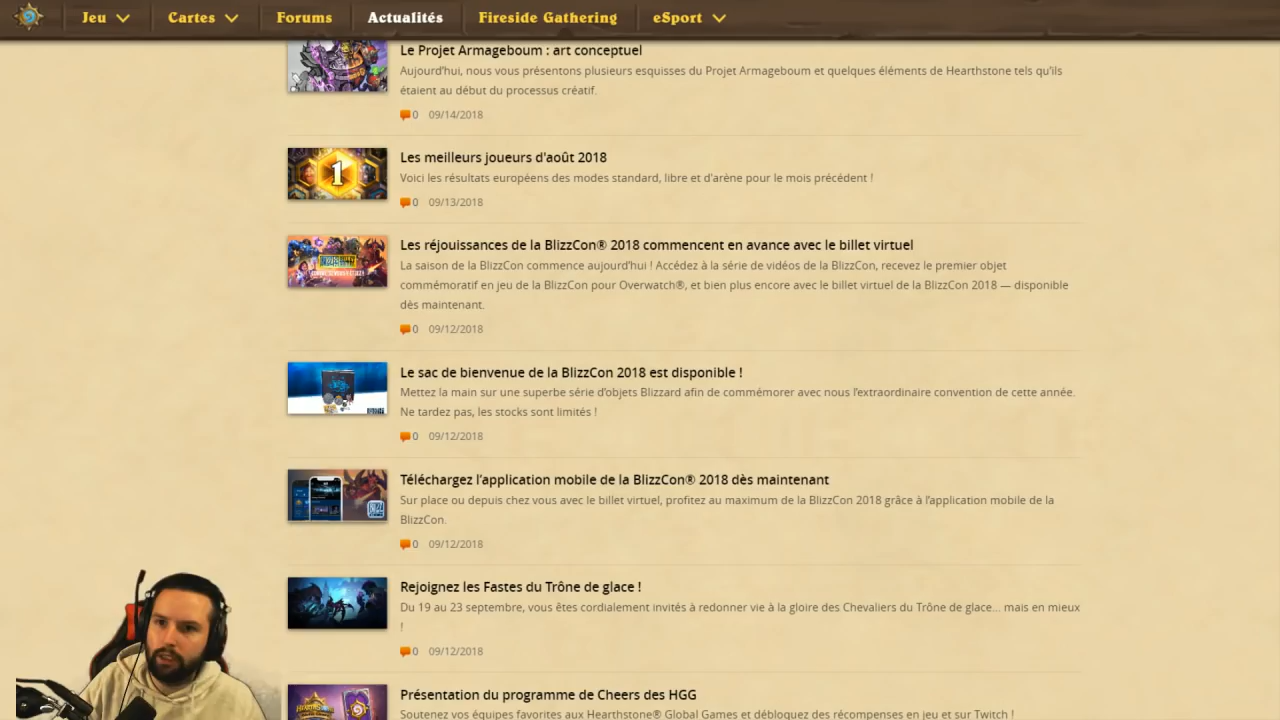 Jeu
Cartes
Forums
Actualités
Fireside Gathering
eSport
Le Projet Armageboum : art conceptuel
Aujourd'hui, nous vous présentons plusieurs esquisses du Projet Armageboum et quelques éléments de Hearthstone tels qu'ils
étaient au début du processus créatif.
0 09/14/2018
1
Les meilleurs joueurs d'août 2018
Voici les résultats européens des modes standard, libre et d'arène pour le mois précédent !
0 09/13/2018
Les réjouissances de la BlizzCon® 2018 commencent en avance avec le billet virtuel
La saison de la BlizzCon commence aujourd'hui ! Accédez à la série de vidéos de la BlizzCon, recevez le premier objet
commémoratif en jeu de la BlizzCon pour Overwatch®, et bien plus encore avec le billet virtuel de la BlizzCon 2018 — disponible
dès maintenant.
0 09/12/2018
Le sac de bienvenue de la BlizzCon 2018 est disponible !
Mettez la main sur une superbe série d'objets Blizzard afin de commémorer avec nous l'extraordinaire convention de cette année.
Ne tardez pas, les stocks sont limités !
0 09/12/2018
Téléchargez l'application mobile de la BlizzCon® 2018 dès maintenant
Sur place ou depuis chez vous avec le billet virtuel, profitez au maximum de la BlizzCon 2018 grâce à l'application mobile de la
BlizzCon.
0 09/12/2018
Rejoignez les Fastes du Trône de glace !
Du 19 au 23 septembre, vous êtes cordialement invités à redonner vie à la gloire des Chevaliers du Trône de glace... mais en mieux
!
0 09/12/2018
Présentation du programme de Cheers des HGG
Soutenez vos équipes favorites aux Hearthstone® Global Games et débloquez des récompenses en jeu et sur Twitch !